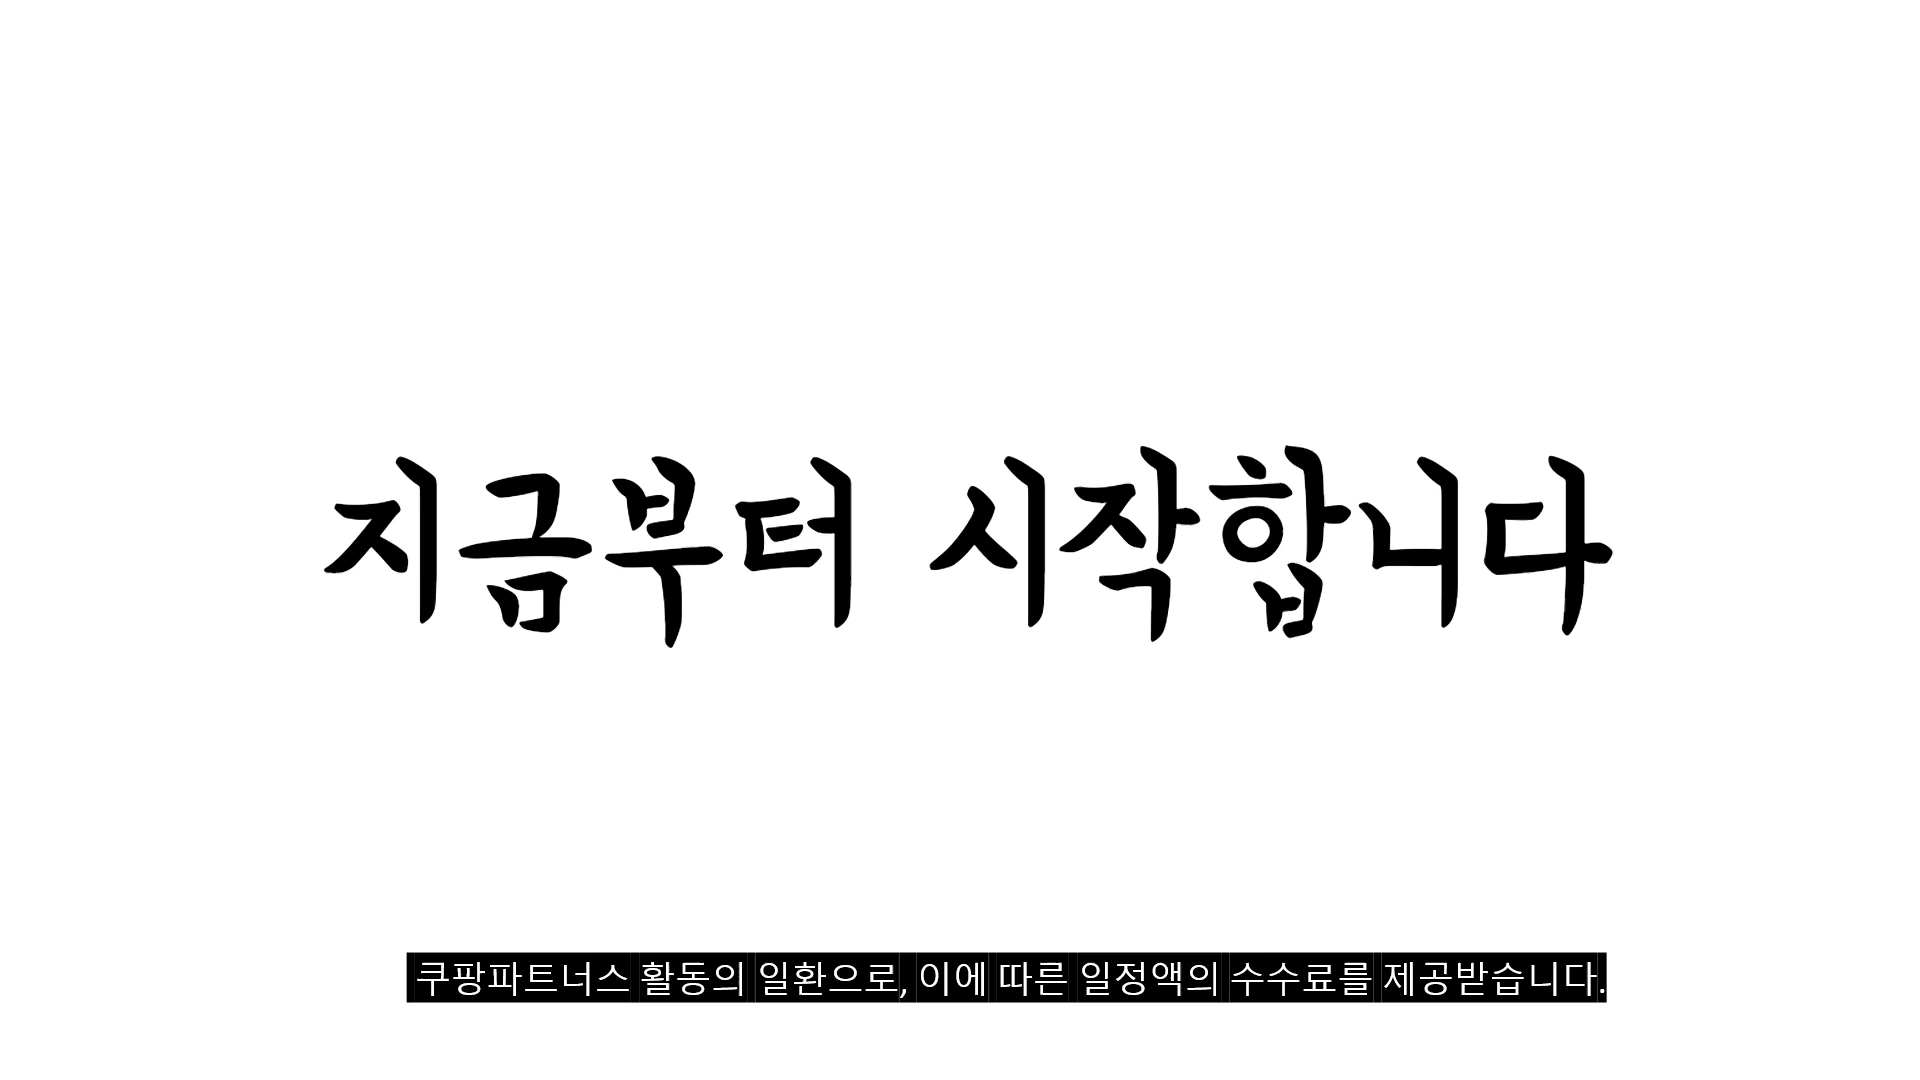 지금부터 시작합니다
쿠팡파트너스 활동의 일환으로, 이에 따른 일정액의 수수료를 제공받습니다.